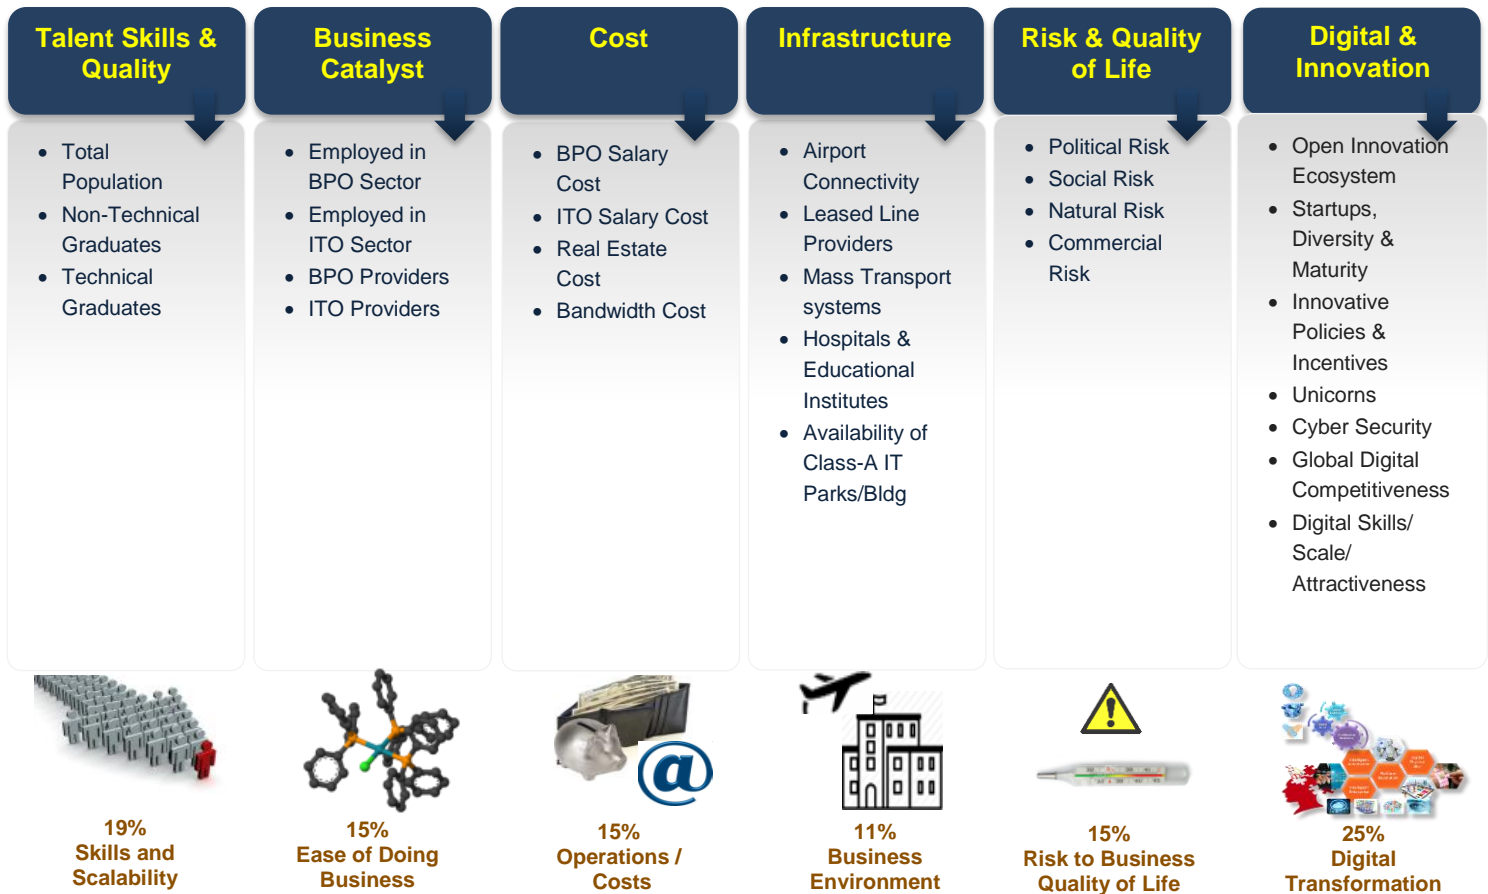 Talent Skills &
Quality
Business
Catalyst
Cost
Infrastructure
Risk & Quality
of Life
Digital &
Innovation
• Total
Population
• Non-Technical
Graduates
• Technical
Graduates
• Employed in
BPO Sector
• Employed in
ITO Sector
• BPO Providers
• ITO Providers
• BPO Salary
Cost
• ITO Salary Cost
• Real Estate
Cost
• Bandwidth Cost
• Airport
Connectivity
• Leased Line
Providers
• Mass Transport
systems
• Hospitals &
Educational
Institutes
• Availability of
Class-A IT
Parks/Bldg
• Political Risk
• Social Risk
• Natural Risk
• Commercial
Risk
• Open Innovation
Ecosystem
• Startups,
Diversity &
Maturity
• Innovative
Policies &
Incentives
• Unicorns
• Cyber Security
• Global Digital
Competitiveness
• Digital Skills/
Scale/
Attractiveness
@
19%
Skills and
Scalability
15%
Ease of Doing
Business
15%
Operations /
Costs
11%
Business
Environment
15%
Risk to Business
Quality of Life
25%
Digital
Transformation